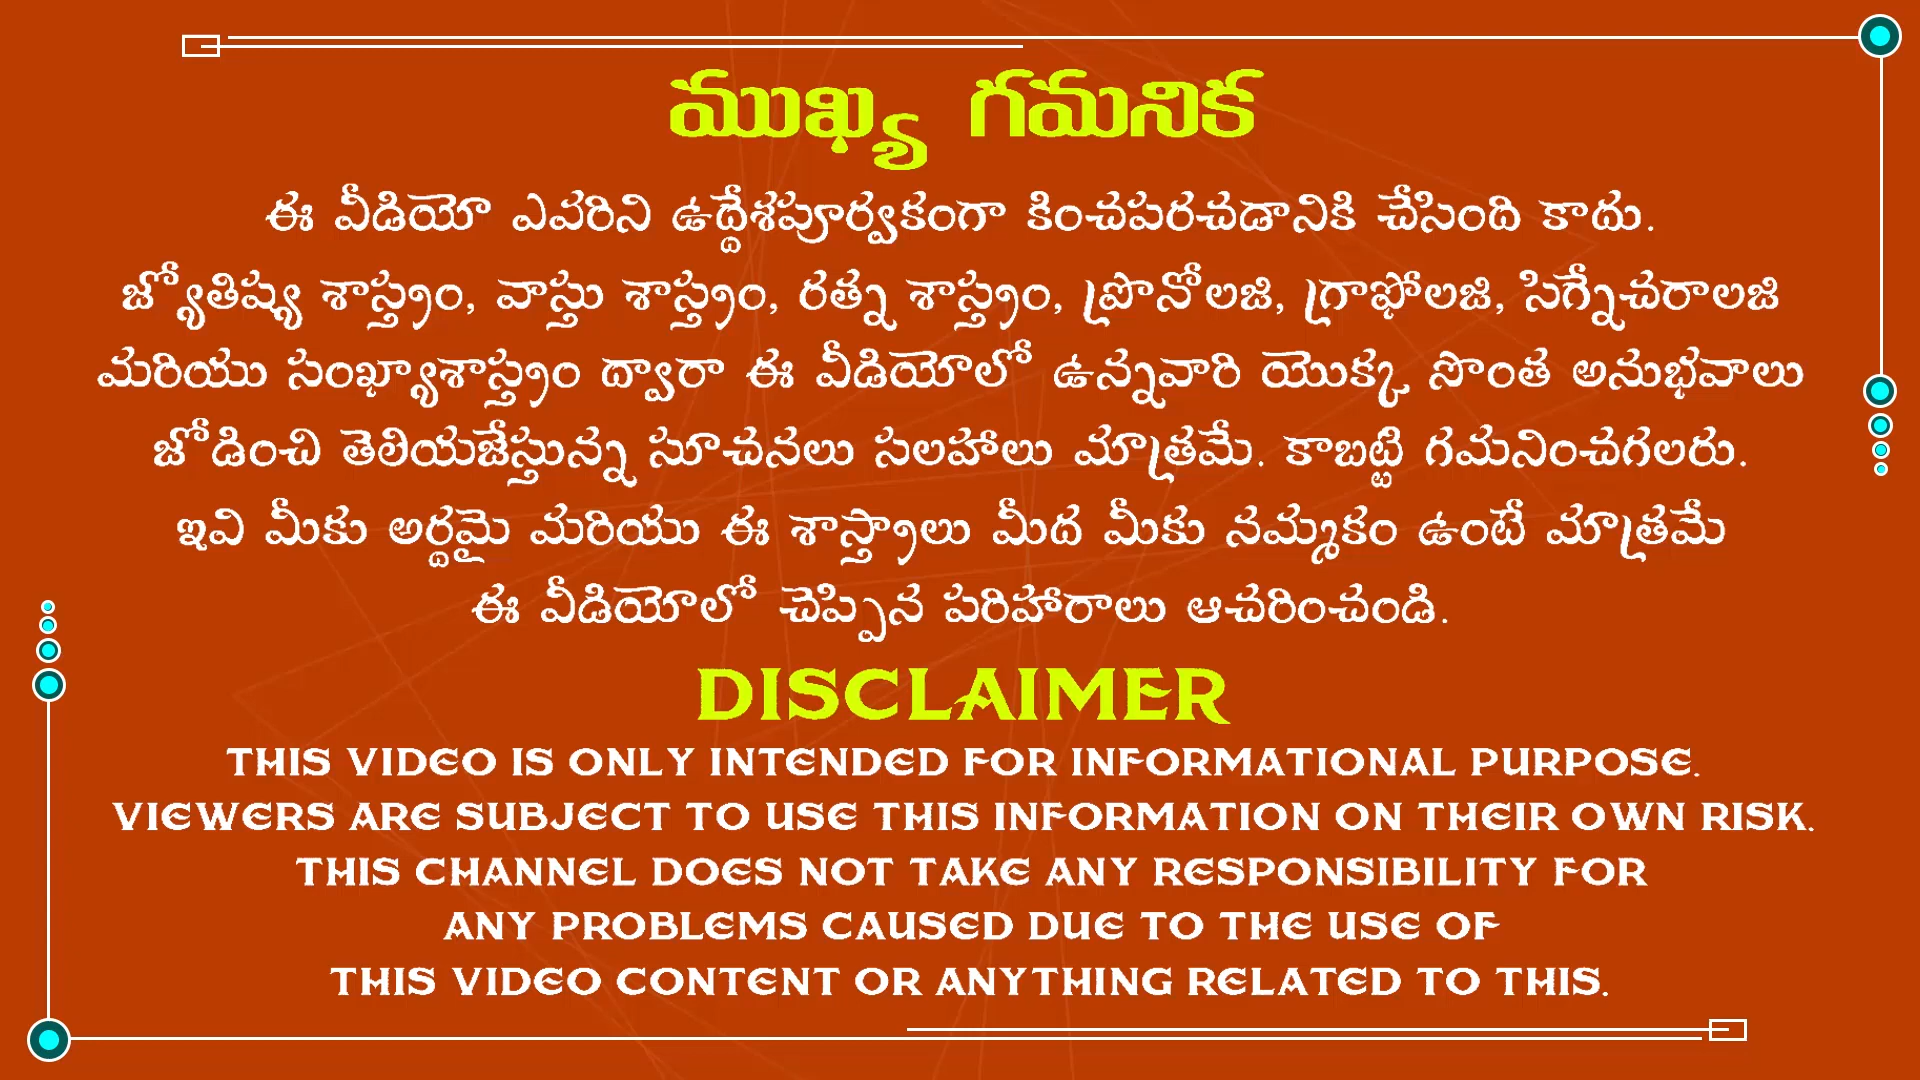 ముఖ్య గమనిక
ఈ వీడియో ఎవరిని ఉద్దేశపూర్వకంగా కించపరచడానికి చేసింది కాదు.
జ్యోతిష్య శాస్త్రం, వాస్తు శాస్త్రం, రత్న శాస్త్రం, ప్రొనోలజి, గ్రాఫోలజి, సిగ్నేచరాలజి
మరియు సంఖ్యాశాస్త్రం ద్వారా ఈ వీడియోలో ఉన్నవారి యొక్క సొంత అనుభవాలు
జోడించి తెలియజేస్తున్న సూచనలు సలహాలు మాత్రమే. కాబట్టి గమనించగలరు.
ఇవి మీకు అర్దమై మరియు ఈ శాస్త్రాలు మీద మీకు నమ్మకం ఉంటే మాత్రమే
ఈ వీడియోలో చెప్పిన పరిహారాలు ఆచరించండి.
DISCLAIMER
THIS VIDEO IS ONLY INTENDED FOR INFORMATIONAL PURPOSE.
VIEWERS ARE SUBJECT TO USE THIS INFORMATION ON THEIR OWN RISK.
THIS CHANNEL DOES NOT TAKE ANY RESPONSIBILITY FOR
ANY PROBLEMS CAUSED DUE TO THE USE OF
THIS VIDEO CONTENT OR ANYTHING RELATED TO THIS.